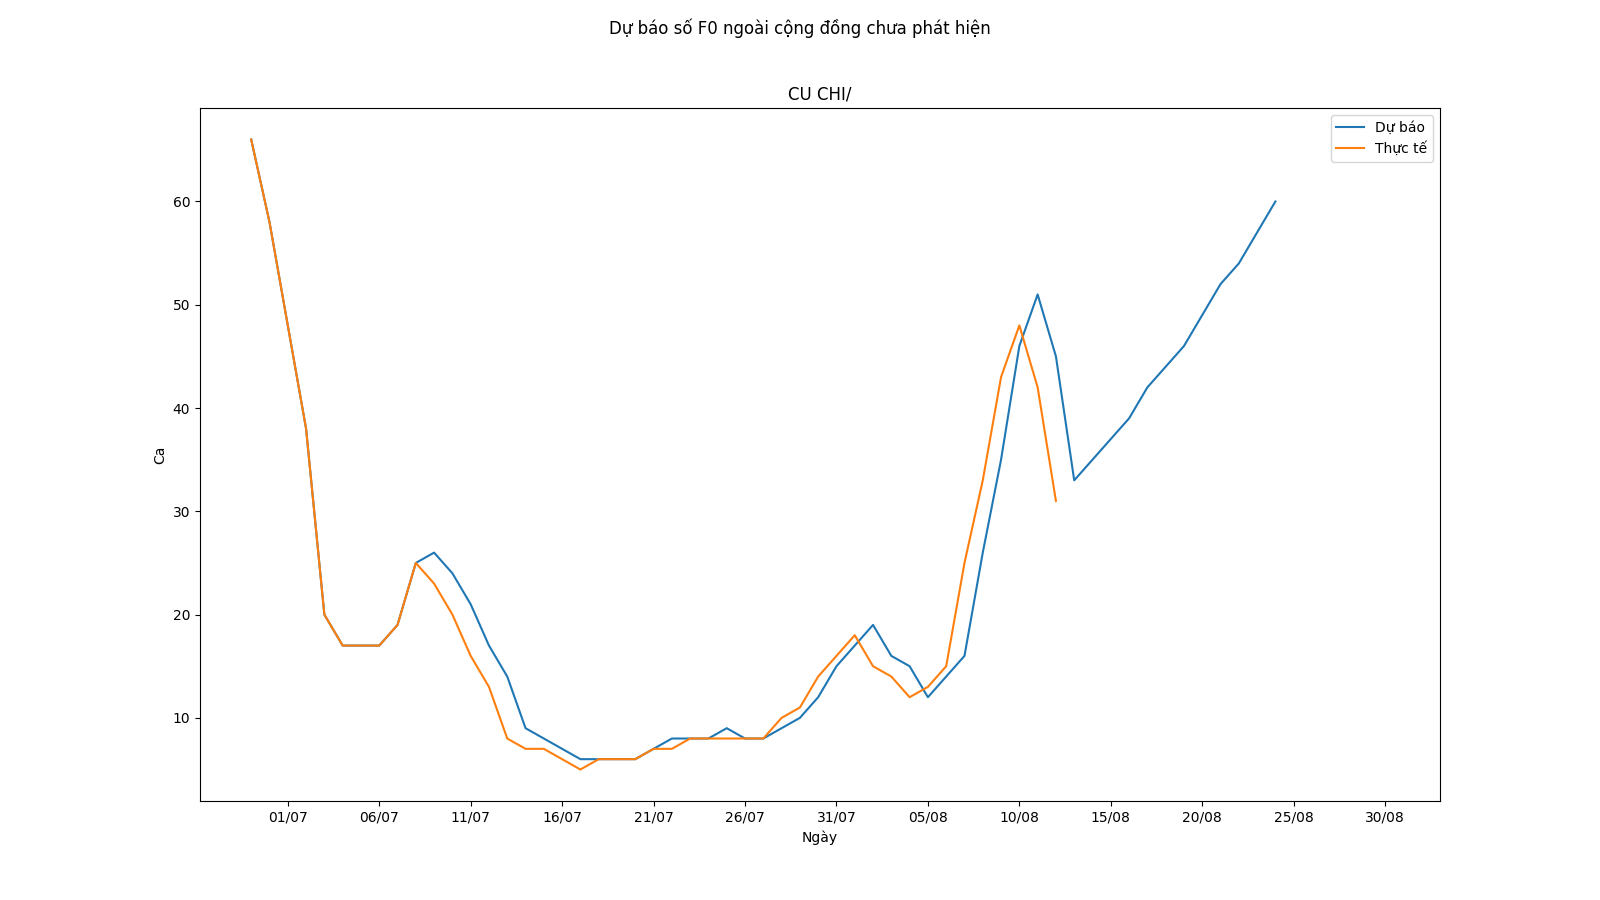 Dự báo số F0 ngoài cộng đồng chưa phát hiện
CU CHI/
Dự báo
Thực tế
60
50
40
30
20
10
Ca
01/07 06/07 11/07 16/07 21/07 26/07 31/07 05/08 10/08 15/08 20/08 25/08 30/08
Ngày